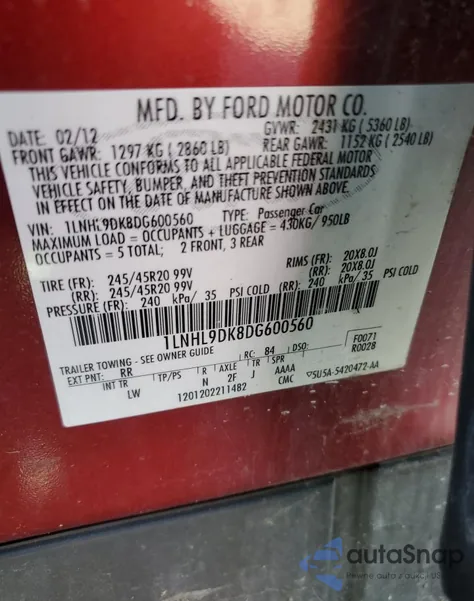 MFD. BY FORD MOTOR CO.
DATE: 02/12 GVWR: 2431 KG ( 5360 LB)
FRONT GAWR: 1297 KG ( 2860 LB) REAR GAWR: 1152 KG ( 2540 LB)
THIS VEHICLE CONFORMS TO ALL APPLICABLE FEDERAL MOTOR
VEHICLE SAFETY, BUMPER, AND THEFT PREVENTION STANDARDS
IN EFFECT ON THE DATE OF MANUFACTURE SHOWN ABOVE.
VIN: 1LNHL9DK8DG600560 TYPE: Passenger Car
MAXIMUM LOAD = OCCUPANTS + LUGGAGE = 430KG/ 950LB
OCCUPANTS = 5 TOTAL; 2 FRONT, 3 REAR
TIRE (FR): 245/45R20 99V RIMS (FR): 20X8.0J
(RR): 245/45R20 99V (RR): 20X8.0J
PRESSURE (FR): 240 kPa/ 35 PSI COLD (RR): 240 kPa/ 35 PSI COLD
1LNHL9DK8DG600560
TRAILER TOWING - SEE OWNER GUIDE RC: 84 DSO: F0071
EXT PNT: RR R0028
INT TR TP/PS R AXLE TR SPR
LW N 2F J AAAA
1201202211482 CMC 5U5A-5420472-AA
autoSnap